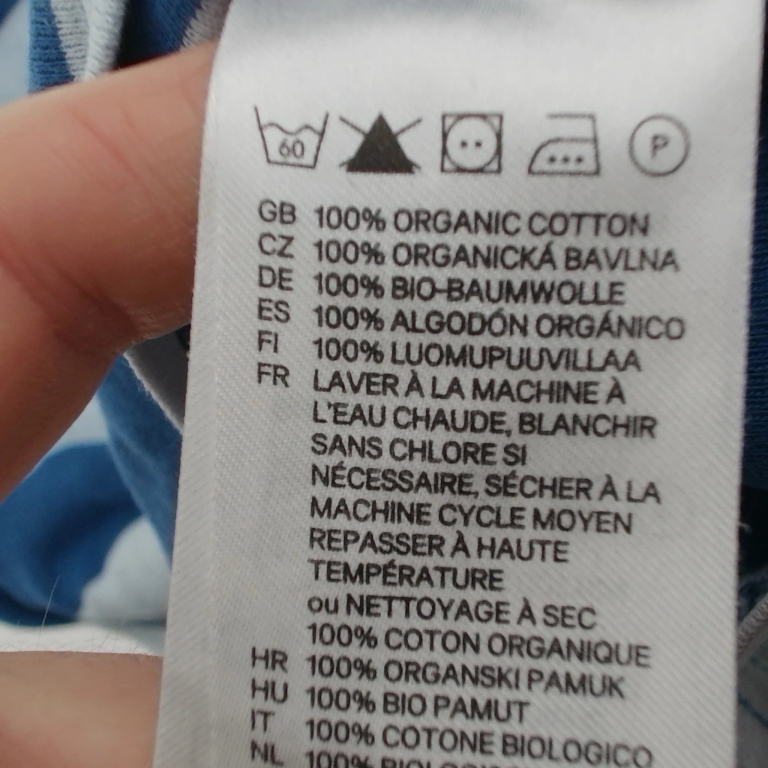 60 P
GB 100% ORGANIC COTTON
CZ 100% ORGANICKÁ BAVLNA
DE 100% BIO-BAUMWOLLE
ES 100% ALGODÓN ORGÁNICO
FI 100% LUOMUPUUVILLAA
FR LAVER À LA MACHINE À
L'EAU CHAUDE, BLANCHIR
SANS CHLORE SI
NÉCESSAIRE, SÉCHER À LA
MACHINE CYCLE MOYEN
REPASSER À HAUTE
TEMPÉRATURE
ou NETTOYAGE À SEC
100% COTON ORGANIQUE
HR 100% ORGANSKI PAMUK
HU 100% BIO PAMUT
IT 100% COTONE BIOLOGICO
NL 100%